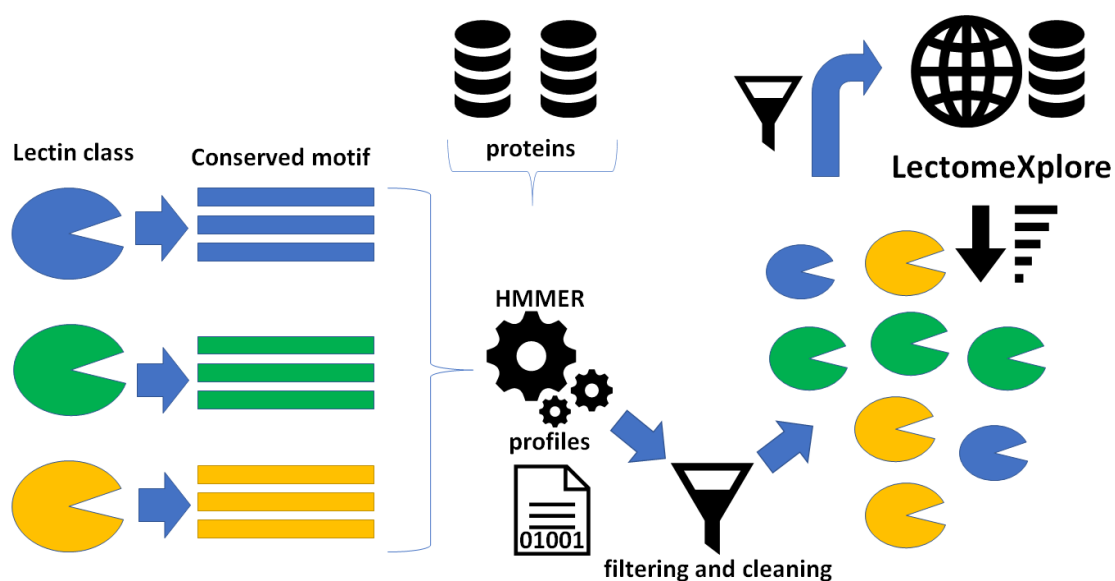 Lectin class
Conserved motif
proteins
HMMER
profiles
01001
filtering and cleaning
LectomeXplore